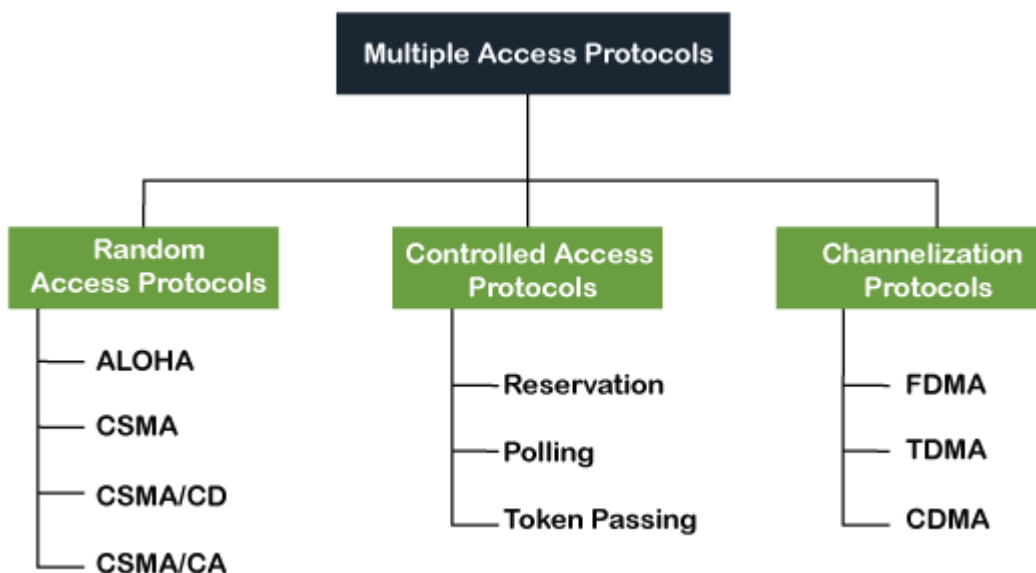 Multiple Access Protocols
Random
Access Protocols
Controlled Access
Protocols
Channelization
Protocols
ALOHA
CSMA
CSMA/CD
CSMA/CA
Reservation
Polling
Token Passing
FDMA
TDMA
CDMA